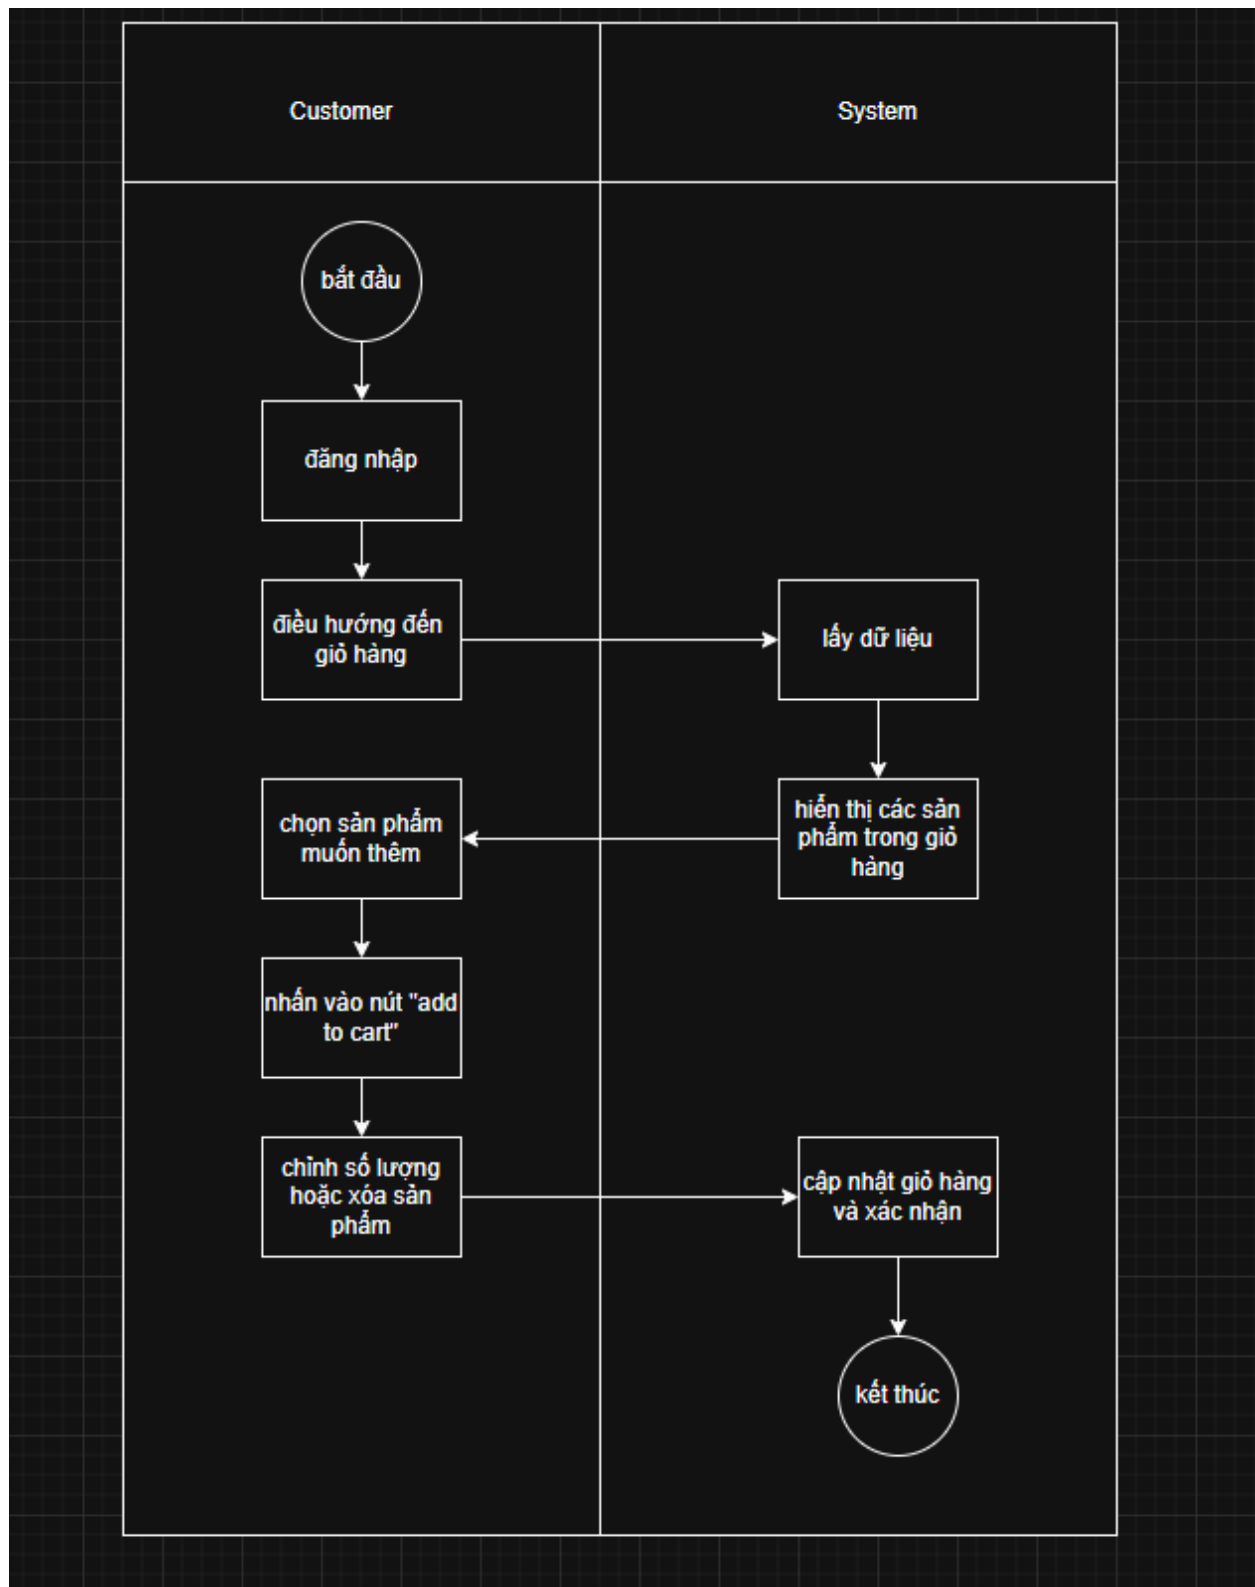 Customer
System
bắt đầu
đăng nhập
điều hướng đến
giỏ hàng
lấy dữ liệu
chọn sản phẩm
muốn thêm
hiển thị các sản
phẩm trong giỏ
hàng
nhấn vào nút "add
to cart"
chỉnh số lượng
hoặc xóa sản
phẩm
cập nhật giỏ hàng
và xác nhận
kết thúc